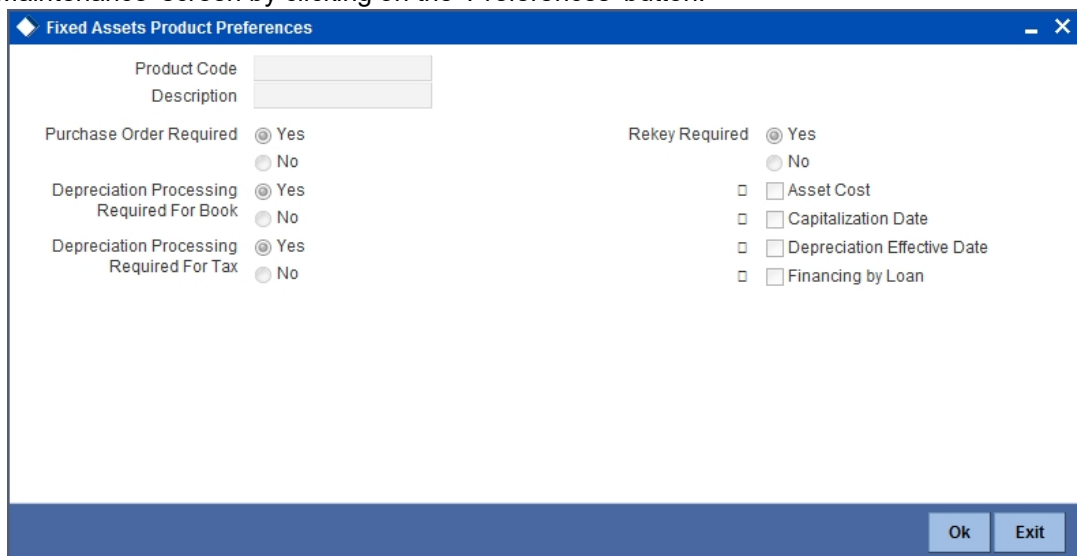 Maintenance' screen by clicking on the 'Preferences' button.
Fixed Assets Product Preferences
Product Code
Description
Purchase Order Required Yes
No
Depreciation Processing Required For Book Yes
No
Depreciation Processing Required For Tax Yes
No
Rekey Required Yes
No
Asset Cost
Capitalization Date
Depreciation Effective Date
Financing by Loan
Ok Exit